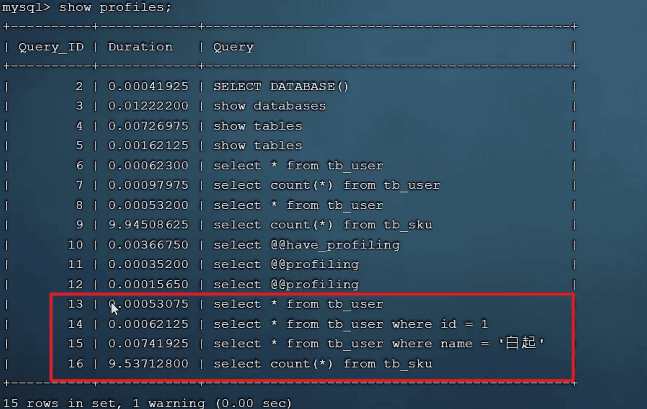 mysql> show profiles;
+----------+------------+----------------------------------------------+
| Query_ID | Duration | Query |
+----------+------------+----------------------------------------------+
| 2 | 0.00041925 | SELECT DATABASE() |
| 3 | 0.01222200 | show databases |
| 4 | 0.00726975 | show tables |
| 5 | 0.00162125 | show tables |
| 6 | 0.00062300 | select * from tb_user |
| 7 | 0.00097975 | select count(*) from tb_user |
| 8 | 0.00053200 | select * from tb_user |
| 9 | 9.94508625 | select count(*) from tb_sku |
| 10 | 0.00366750 | select @@have_profiling |
| 11 | 0.00035200 | select @@profiling |
| 12 | 0.00015650 | select @@profiling |
| 13 | 0.00053075 | select * from tb_user |
| 14 | 0.00062125 | select * from tb_user where id = 1 |
| 15 | 0.00741925 | select * from tb_user where name = '白起' |
| 16 | 9.53712800 | select count(*) from tb_sku |
+----------+------------+----------------------------------------------+
15 rows in set, 1 warning (0.00 sec)